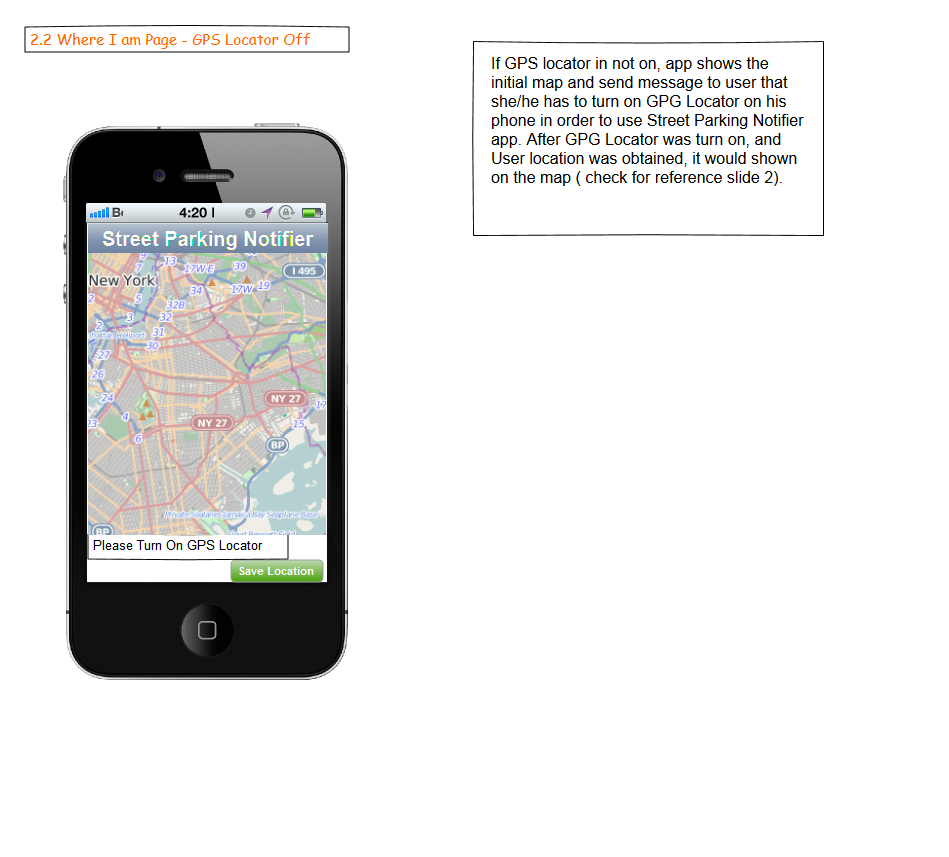 2.2 Where I am Page - GPS Locator Off
If GPS locator in not on, app shows the
initial map and send message to user that
she/he has to turn on GPG Locator on his
phone in order to use Street Parking Notifier
app. After GPG Locator was turn on, and
User location was obtained, it would shown
on the map ( check for reference slide 2).
4:20
Street Parking Notifier
13
17W-E
39
I 495
7
New York
34
17W
19
2
5
32B
3
32
2
31
30
27
26
24
NY 27
17
4
NY 27
15
23
6
BP
BP
Please Turn On GPS Locator
Save Location